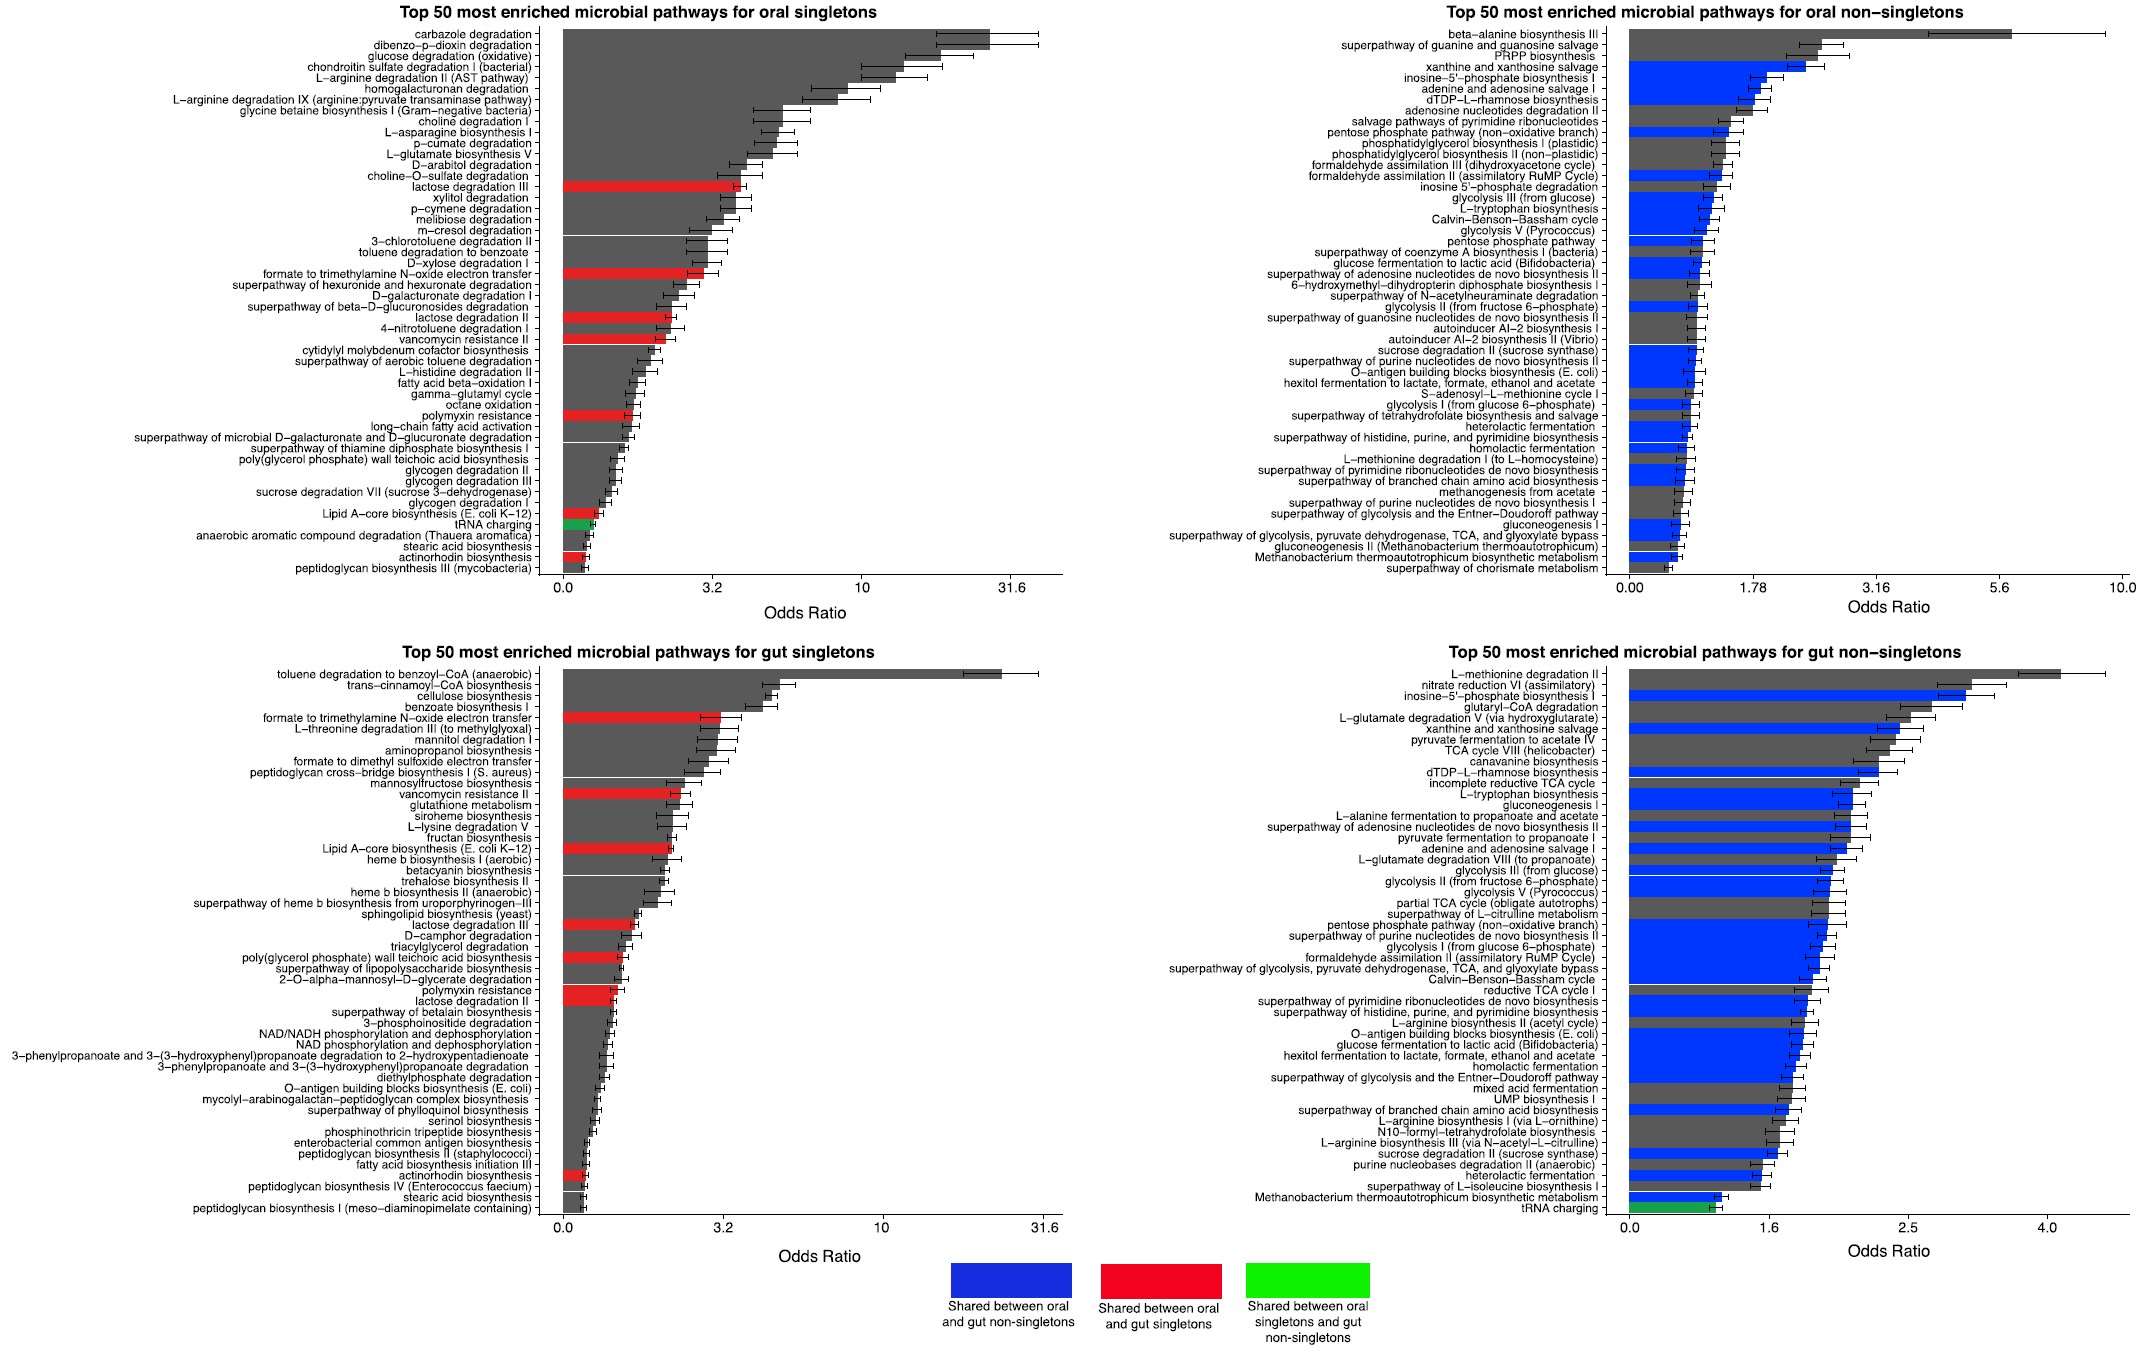 Top 50 most enriched microbial pathways for oral singletons
carbazole degradation
dibenzo−p−dioxin degradation
glucose degradation (oxidative)
chondroitin sulfate degradation I (bacterial)
L−arginine degradation II (AST pathway)
homogalacturonan degradation
L−arginine degradation IX (arginine:pyruvate transaminase pathway)
glycine betaine biosynthesis I (Gram−negative bacteria)
choline degradation I
L−asparagine biosynthesis I
p−cumate degradation
L−glutamate biosynthesis V
D−arabitol degradation
choline−O−sulfate degradation
lactose degradation III
xylitol degradation
p−cymene degradation
melibiose degradation
m−cresol degradation
3−chlorotoluene degradation II
toluene degradation to benzoate
D−xylose degradation I
formate to trimethylamine N−oxide electron transfer
superpathway of hexuronide and hexuronate degradation
D−galacturonate degradation I
superpathway of beta−D−glucuronosides degradation
lactose degradation II
4−nitrotoluene degradation I
vancomycin resistance II
cytidylyl molybdenum cofactor biosynthesis
superpathway of aerobic toluene degradation
L−histidine degradation II
fatty acid beta−oxidation I
gamma−glutamyl cycle
octane oxidation
polymyxin resistance
long−chain fatty acid activation
superpathway of microbial D−galacturonate and D−glucuronate degradation
superpathway of thiamine diphosphate biosynthesis I
poly(glycerol phosphate) wall teichoic acid biosynthesis
glycogen degradation II
glycogen degradation III
sucrose degradation VII (sucrose 3−dehydrogenase)
glycogen degradation I
Lipid A−core biosynthesis (E. coli K−12)
tRNA charging
anaerobic aromatic compound degradation (Thauera aromatica)
stearic acid biosynthesis
actinorhodin biosynthesis
peptidoglycan biosynthesis III (mycobacteria)
0.0 3.2 10 31.6
Odds Ratio
Top 50 most enriched microbial pathways for oral non−singletons
beta−alanine biosynthesis III
superpathway of guanine and guanosine salvage
PRPP biosynthesis
xanthine and xanthosine salvage
inosine−5'−phosphate biosynthesis I
adenine and adenosine salvage I
dTDP−L−rhamnose biosynthesis
adenosine nucleotides degradation II
salvage pathways of pyrimidine ribonucleotides
pentose phosphate pathway (non−oxidative branch)
phosphatidylglycerol biosynthesis I (plastidic)
phosphatidylglycerol biosynthesis II (non−plastidic)
formaldehyde assimilation III (dihydroxyacetone cycle)
formaldehyde assimilation II (assimilatory RuMP Cycle)
inosine 5'−phosphate degradation
glycolysis III (from glucose)
L−tryptophan biosynthesis
Calvin−Benson−Bassham cycle
glycolysis V (Pyrococcus)
pentose phosphate pathway
superpathway of coenzyme A biosynthesis I (bacteria)
glucose fermentation to lactic acid (Bifidobacteria)
superpathway of adenosine nucleotides de novo biosynthesis II
6−hydroxymethyl−dihydropterin diphosphate biosynthesis I
superpathway of N−acetylneuraminate degradation
glycolysis II (from fructose 6−phosphate)
superpathway of guanosine nucleotides de novo biosynthesis II
autoinducer AI−2 biosynthesis I
autoinducer AI−2 biosynthesis II (Vibrio)
sucrose degradation II (sucrose synthase)
superpathway of purine nucleotides de novo biosynthesis II
O−antigen building blocks biosynthesis (E. coli)
hexitol fermentation to lactate, formate, ethanol and acetate
S−adenosyl−L−methionine cycle I
glycolysis I (from glucose 6−phosphate)
superpathway of tetrahydrofolate biosynthesis and salvage
heterolactic fermentation
superpathway of histidine, purine, and pyrimidine biosynthesis
homolactic fermentation
L−methionine degradation I (to L−homocysteine)
superpathway of pyrimidine ribonucleotides de novo biosynthesis
superpathway of branched chain amino acid biosynthesis
methanogenesis from acetate
superpathway of purine nucleotides de novo biosynthesis I
superpathway of glycolysis and the Entner−Doudoroff pathway
gluconeogenesis I
superpathway of glycolysis, pyruvate dehydrogenase, TCA, and glyoxylate bypass
gluconeogenesis II (Methanobacterium thermoautotrophicum)
Methanobacterium thermoautotrophicum biosynthetic metabolism
superpathway of chorismate metabolism
0.00 1.78 3.16 5.6 10.0
Odds Ratio
Top 50 most enriched microbial pathways for gut singletons
toluene degradation to benzoyl−CoA (anaerobic)
trans−cinnamoyl−CoA biosynthesis
cellulose biosynthesis
benzoate biosynthesis I
formate to trimethylamine N−oxide electron transfer
L−threonine degradation III (to methylglyoxal)
mannitol degradation I
aminopropanol biosynthesis
formate to dimethyl sulfoxide electron transfer
peptidoglycan cross−bridge biosynthesis I (S. aureus)
mannosylfructose biosynthesis
vancomycin resistance II
glutathione metabolism
siroheme biosynthesis
L−lysine degradation V
fructan biosynthesis
Lipid A−core biosynthesis (E. coli K−12)
heme b biosynthesis I (aerobic)
betacyanin biosynthesis
trehalose biosynthesis II
heme b biosynthesis II (anaerobic)
superpathway of heme b biosynthesis from uroporphyrinogen−III
sphingolipid biosynthesis (yeast)
lactose degradation III
D−camphor degradation
triacylglycerol degradation
poly(glycerol phosphate) wall teichoic acid biosynthesis
superpathway of lipopolysaccharide biosynthesis
2−O−alpha−mannosyl−D−glycerate degradation
polymyxin resistance
lactose degradation II
superpathway of betalain biosynthesis
3−phosphoinositide degradation
NAD/NADH phosphorylation and dephosphorylation
NAD phosphorylation and dephosphorylation
3−phenylpropanoate and 3−(3−hydroxyphenyl)propanoate degradation to 2−hydroxypentadienoate
3−phenylpropanoate and 3−(3−hydroxyphenyl)propanoate degradation
diethylphosphate degradation
O−antigen building blocks biosynthesis (E. coli)
mycolyl−arabinogalactan−peptidoglycan complex biosynthesis
superpathway of phylloquinol biosynthesis
serinol biosynthesis
phosphinothricin tripeptide biosynthesis
enterobacterial common antigen biosynthesis
peptidoglycan biosynthesis II (staphylococci)
fatty acid biosynthesis initiation III
actinorhodin biosynthesis
peptidoglycan biosynthesis IV (Enterococcus faecium)
stearic acid biosynthesis
peptidoglycan biosynthesis I (meso−diaminopimelate containing)
0.0 3.2 10 31.6
Odds Ratio
Top 50 most enriched microbial pathways for gut non−singletons
L−methionine degradation II
nitrate reduction VI (assimilatory)
inosine−5'−phosphate biosynthesis I
glutaryl−CoA degradation
L−glutamate degradation V (via hydroxyglutarate)
xanthine and xanthosine salvage
pyruvate fermentation to acetate IV
TCA cycle VIII (helicobacter)
canavanine biosynthesis
dTDP−L−rhamnose biosynthesis
incomplete reductive TCA cycle
L−tryptophan biosynthesis
gluconeogenesis I
L−alanine fermentation to propanoate and acetate
superpathway of adenosine nucleotides de novo biosynthesis II
pyruvate fermentation to propanoate I
adenine and adenosine salvage I
L−glutamate degradation VIII (to propanoate)
glycolysis III (from glucose)
glycolysis II (from fructose 6−phosphate)
glycolysis V (Pyrococcus)
partial TCA cycle (obligate autotrophs)
superpathway of L−citrulline metabolism
pentose phosphate pathway (non−oxidative branch)
superpathway of purine nucleotides de novo biosynthesis II
glycolysis I (from glucose 6−phosphate)
formaldehyde assimilation II (assimilatory RuMP Cycle)
superpathway of glycolysis, pyruvate dehydrogenase, TCA, and glyoxylate bypass
Calvin−Benson−Bassham cycle
reductive TCA cycle I
superpathway of pyrimidine ribonucleotides de novo biosynthesis
superpathway of histidine, purine, and pyrimidine biosynthesis
L−arginine biosynthesis II (acetyl cycle)
O−antigen building blocks biosynthesis (E. coli)
glucose fermentation to lactic acid (Bifidobacteria)
hexitol fermentation to lactate, formate, ethanol and acetate
homolactic fermentation
superpathway of glycolysis and the Entner−Doudoroff pathway
mixed acid fermentation
UMP biosynthesis I
superpathway of branched chain amino acid biosynthesis
L−arginine biosynthesis I (via L−ornithine)
N10−formyl−tetrahydrofolate biosynthesis
L−arginine biosynthesis III (via N−acetyl−L−citrulline)
sucrose degradation II (sucrose synthase)
purine nucleobases degradation II (anaerobic)
heterolactic fermentation
superpathway of L−isoleucine biosynthesis I
Methanobacterium thermoautotrophicum biosynthetic metabolism
tRNA charging
0.0 1.6 2.5 4.0
Odds Ratio
Shared between oral
and gut non-singletons
Shared between oral
and gut singletons
Shared between oral
singletons and gut
non-singletons